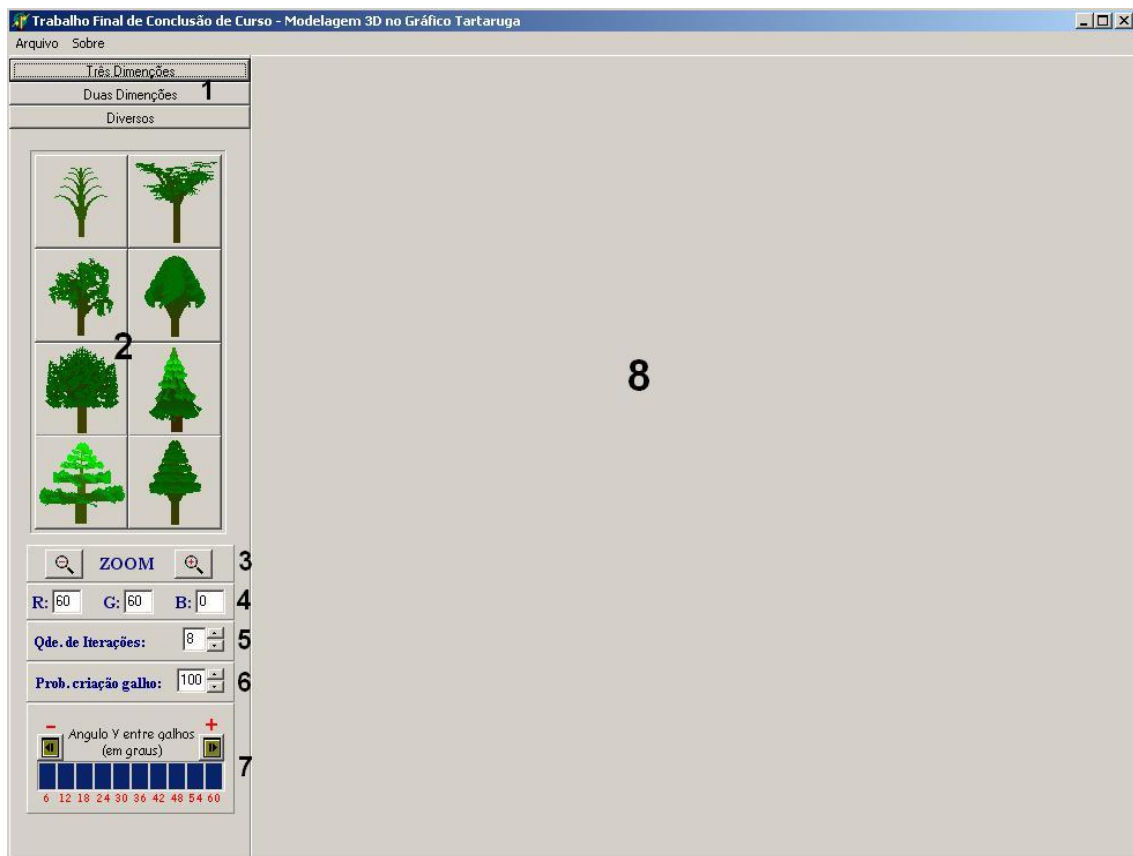 Trabalho Final de Conclusão de Curso - Modelagem 3D no Gráfico Tartaruga
Arquivo Sobre
Três Dimenções
Duas Dimenções 1
Diversos
2
8
ZOOM 3
R: 60 G: 60 B: 0 4
Qde. de Iterações: 8 5
Prob. criação galho: 100 6
- +
Angulo Y entre galhos
(em graus)
7
6 12 18 24 30 36 42 48 54 60